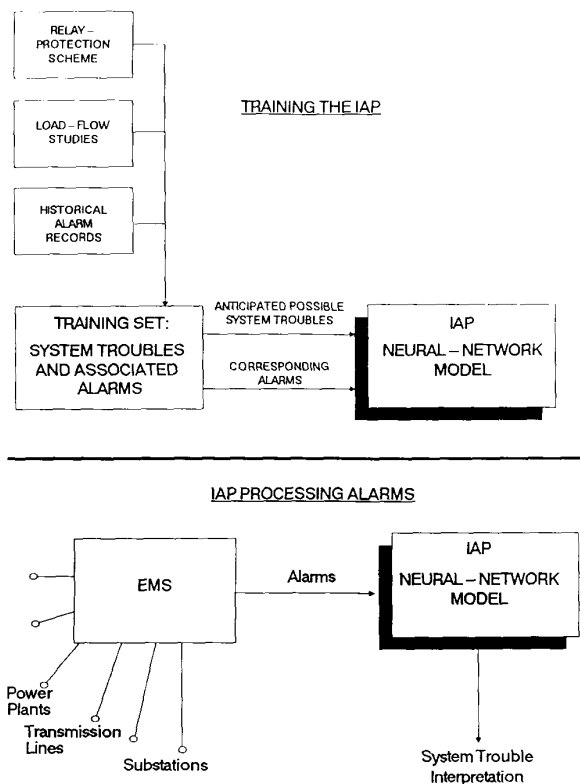 RELAY–
PROTECTION
SCHEME
TRAINING THE IAP
LOAD–FLOW
STUDIES
HISTORICAL
ALARM
RECORDS
TRAINING SET:
SYSTEM TROUBLES
AND ASSOCIATED
ALARMS
ANTICIPATED POSSIBLE
SYSTEM TROUBLES
CORRESPONDING
ALARMS
IAP
NEURAL–NETWORK
MODEL
IAP PROCESSING ALARMS
EMS
Alarms
IAP
NEURAL–NETWORK
MODEL
Power
Plants
Transmission
Lines
Substations
System Trouble
Interpretation